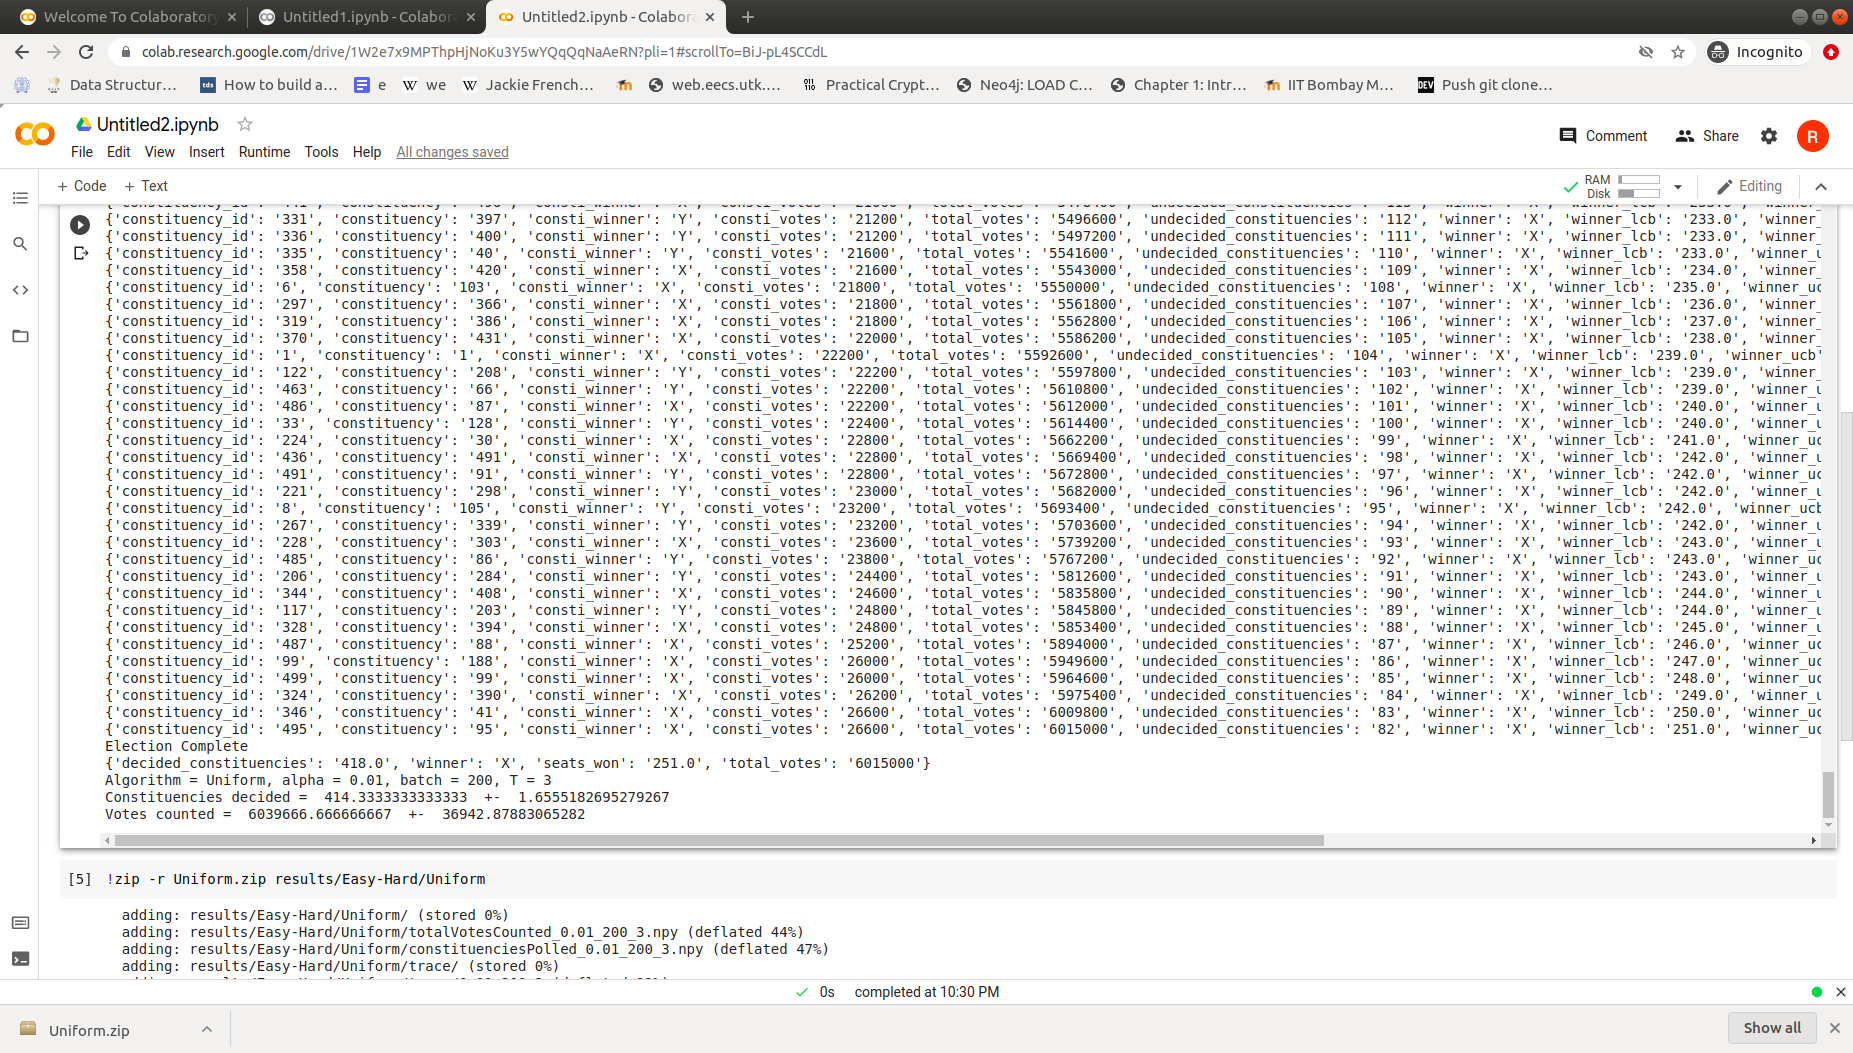 Welcome To Colaboratory
Untitled1.ipynb - Colabora
Untitled2.ipynb - Colabora
colab.research.google.com/drive/1W2e7x9MPThpHjNoKu3Y5wYQqQqNaAeRN?pli=1#scrollTo=BiJ-pL4SCCdL
Incognito
Data Structur...
tds How to build a...
e
W we
W Jackie French...
web.eecs.utk....
Practical Crypt...
Neo4j: LOAD C...
Chapter 1: Intr...
IIT Bombay M...
DEV Push git clone...
Untitled2.ipynb
Comment
Share
R
File Edit View Insert Runtime Tools Help All changes saved
+ Code + Text
RAM
Disk
Editing
{'constituency_id': '331', 'constituency': '397', 'consti_winner': 'Y', 'consti_votes': '21200', 'total_votes': '5496600', 'undecided_constituencies': '112', 'winner': 'X', 'winner_lcb': '233.0', 'winner_
{'constituency_id': '336', 'constituency': '400', 'consti_winner': 'Y', 'consti_votes': '21200', 'total_votes': '5497200', 'undecided_constituencies': '111', 'winner': 'X', 'winner_lcb': '233.0', 'winner_
{'constituency_id': '335', 'constituency': '40', 'consti_winner': 'Y', 'consti_votes': '21600', 'total_votes': '5541600', 'undecided_constituencies': '110', 'winner': 'X', 'winner_lcb': '233.0', 'winner_u
{'constituency_id': '358', 'constituency': '420', 'consti_winner': 'X', 'consti_votes': '21600', 'total_votes': '5543000', 'undecided_constituencies': '109', 'winner': 'X', 'winner_lcb': '234.0', 'winner_
{'constituency_id': '6', 'constituency': '103', 'consti_winner': 'X', 'consti_votes': '21800', 'total_votes': '5550000', 'undecided_constituencies': '108', 'winner': 'X', 'winner_lcb': '235.0', 'winner_uc
{'constituency_id': '297', 'constituency': '366', 'consti_winner': 'X', 'consti_votes': '21800', 'total_votes': '5561800', 'undecided_constituencies': '107', 'winner': 'X', 'winner_lcb': '236.0', 'winner_
{'constituency_id': '319', 'constituency': '386', 'consti_winner': 'X', 'consti_votes': '21800', 'total_votes': '5562800', 'undecided_constituencies': '106', 'winner': 'X', 'winner_lcb': '237.0', 'winner_
{'constituency_id': '370', 'constituency': '431', 'consti_winner': 'X', 'consti_votes': '22000', 'total_votes': '5586200', 'undecided_constituencies': '105', 'winner': 'X', 'winner_lcb': '238.0', 'winner_
{'constituency_id': '1', 'constituency': '1', 'consti_winner': 'X', 'consti_votes': '22200', 'total_votes': '5592600', 'undecided_constituencies': '104', 'winner': 'X', 'winner_lcb': '239.0', 'winner_ucb'
{'constituency_id': '122', 'constituency': '208', 'consti_winner': 'Y', 'consti_votes': '22200', 'total_votes': '5597800', 'undecided_constituencies': '103', 'winner': 'X', 'winner_lcb': '239.0', 'winner_
{'constituency_id': '463', 'constituency': '66', 'consti_winner': 'Y', 'consti_votes': '22200', 'total_votes': '5610800', 'undecided_constituencies': '102', 'winner': 'X', 'winner_lcb': '239.0', 'winner_u
{'constituency_id': '486', 'constituency': '87', 'consti_winner': 'X', 'consti_votes': '22200', 'total_votes': '5612000', 'undecided_constituencies': '101', 'winner': 'X', 'winner_lcb': '240.0', 'winner_u
{'constituency_id': '33', 'constituency': '128', 'consti_winner': 'Y', 'consti_votes': '22400', 'total_votes': '5614400', 'undecided_constituencies': '100', 'winner': 'X', 'winner_lcb': '240.0', 'winner_u
{'constituency_id': '224', 'constituency': '30', 'consti_winner': 'X', 'consti_votes': '22800', 'total_votes': '5662200', 'undecided_constituencies': '99', 'winner': 'X', 'winner_lcb': '241.0', 'winner_uc
{'constituency_id': '436', 'constituency': '491', 'consti_winner': 'X', 'consti_votes': '22800', 'total_votes': '5669400', 'undecided_constituencies': '98', 'winner': 'X', 'winner_lcb': '242.0', 'winner_u
{'constituency_id': '491', 'constituency': '91', 'consti_winner': 'Y', 'consti_votes': '22800', 'total_votes': '5672800', 'undecided_constituencies': '97', 'winner': 'X', 'winner_lcb': '242.0', 'winner_uc
{'constituency_id': '221', 'constituency': '298', 'consti_winner': 'Y', 'consti_votes': '23000', 'total_votes': '5682000', 'undecided_constituencies': '96', 'winner': 'X', 'winner_lcb': '242.0', 'winner_u
{'constituency_id': '8', 'constituency': '105', 'consti_winner': 'Y', 'consti_votes': '23200', 'total_votes': '5693400', 'undecided_constituencies': '95', 'winner': 'X', 'winner_lcb': '242.0', 'winner_ucb
{'constituency_id': '267', 'constituency': '339', 'consti_winner': 'Y', 'consti_votes': '23200', 'total_votes': '5703600', 'undecided_constituencies': '94', 'winner': 'X', 'winner_lcb': '242.0', 'winner_u
{'constituency_id': '228', 'constituency': '303', 'consti_winner': 'X', 'consti_votes': '23600', 'total_votes': '5739200', 'undecided_constituencies': '93', 'winner': 'X', 'winner_lcb': '243.0', 'winner_u
{'constituency_id': '485', 'constituency': '86', 'consti_winner': 'Y', 'consti_votes': '23800', 'total_votes': '5767200', 'undecided_constituencies': '92', 'winner': 'X', 'winner_lcb': '243.0', 'winner_uc
{'constituency_id': '206', 'constituency': '284', 'consti_winner': 'Y', 'consti_votes': '24400', 'total_votes': '5812600', 'undecided_constituencies': '91', 'winner': 'X', 'winner_lcb': '243.0', 'winner_u
{'constituency_id': '344', 'constituency': '408', 'consti_winner': 'X', 'consti_votes': '24600', 'total_votes': '5835800', 'undecided_constituencies': '90', 'winner': 'X', 'winner_lcb': '244.0', 'winner_u
{'constituency_id': '117', 'constituency': '203', 'consti_winner': 'Y', 'consti_votes': '24800', 'total_votes': '5845800', 'undecided_constituencies': '89', 'winner': 'X', 'winner_lcb': '244.0', 'winner_u
{'constituency_id': '328', 'constituency': '394', 'consti_winner': 'X', 'consti_votes': '24800', 'total_votes': '5853400', 'undecided_constituencies': '88', 'winner': 'X', 'winner_lcb': '245.0', 'winner_u
{'constituency_id': '487', 'constituency': '88', 'consti_winner': 'X', 'consti_votes': '25200', 'total_votes': '5894000', 'undecided_constituencies': '87', 'winner': 'X', 'winner_lcb': '246.0', 'winner_uc
{'constituency_id': '99', 'constituency': '188', 'consti_winner': 'X', 'consti_votes': '26000', 'total_votes': '5949600', 'undecided_constituencies': '86', 'winner': 'X', 'winner_lcb': '247.0', 'winner_uc
{'constituency_id': '499', 'constituency': '99', 'consti_winner': 'X', 'consti_votes': '26000', 'total_votes': '5964600', 'undecided_constituencies': '85', 'winner': 'X', 'winner_lcb': '248.0', 'winner_uc
{'constituency_id': '324', 'constituency': '390', 'consti_winner': 'X', 'consti_votes': '26200', 'total_votes': '5975400', 'undecided_constituencies': '84', 'winner': 'X', 'winner_lcb': '249.0', 'winner_u
{'constituency_id': '346', 'constituency': '41', 'consti_winner': 'X', 'consti_votes': '26600', 'total_votes': '6009800', 'undecided_constituencies': '83', 'winner': 'X', 'winner_lcb': '250.0', 'winner_uc
{'constituency_id': '495', 'constituency': '95', 'consti_winner': 'X', 'consti_votes': '26600', 'total_votes': '6015000', 'undecided_constituencies': '82', 'winner': 'X', 'winner_lcb': '251.0', 'winner_uc
Election Complete
{'decided_constituencies': '418.0', 'winner': 'X', 'seats_won': '251.0', 'total_votes': '6015000'}
Algorithm = Uniform, alpha = 0.01, batch = 200, T = 3
Constituencies decided =  414.3333333333333  +-  1.6555182695279267
Votes counted =  6039666.666666667  +-  36942.87883065282
[5] !zip -r Uniform.zip results/Easy-Hard/Uniform
adding: results/Easy-Hard/Uniform/ (stored 0%)
adding: results/Easy-Hard/Uniform/totalVotesCounted_0.01_200_3.npy (deflated 44%)
adding: results/Easy-Hard/Uniform/constituenciesPolled_0.01_200_3.npy (deflated 47%)
adding: results/Easy-Hard/Uniform/trace/ (stored 0%)
0s completed at 10:30 PM
Uniform.zip
Show all